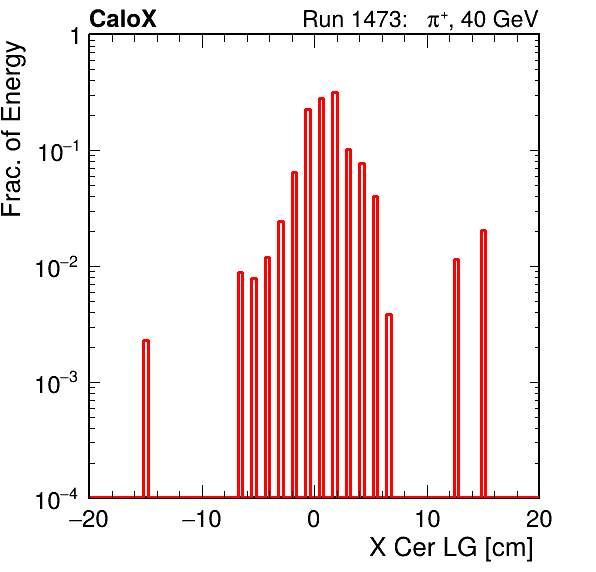 CaloX Run 1473: π⁺, 40 GeV
Frac. of Energy
1
10⁻¹
10⁻²
10⁻³
10⁻⁴
−20 −10 0 10 20
X Cer LG [cm]